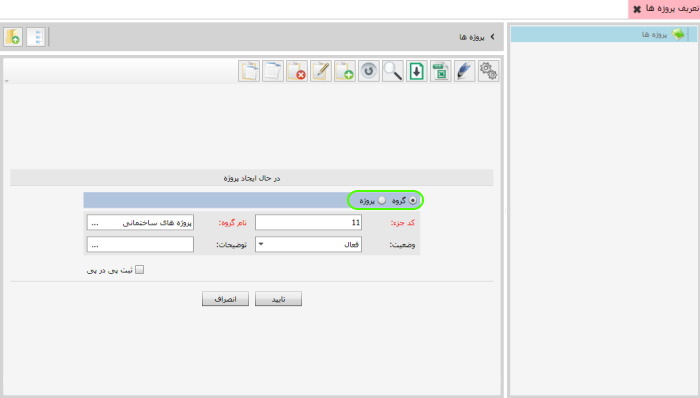 تعریف پروژه ها
پروژه ها
پروژه ها
در حال ایجاد پروژه
گروه پروژه
کد جزء: 11 نام گروه: پروژه های ساختمانی ...
وضعیت: فعال توضیحات: ...
ثبت پی در پی
تایید انصراف